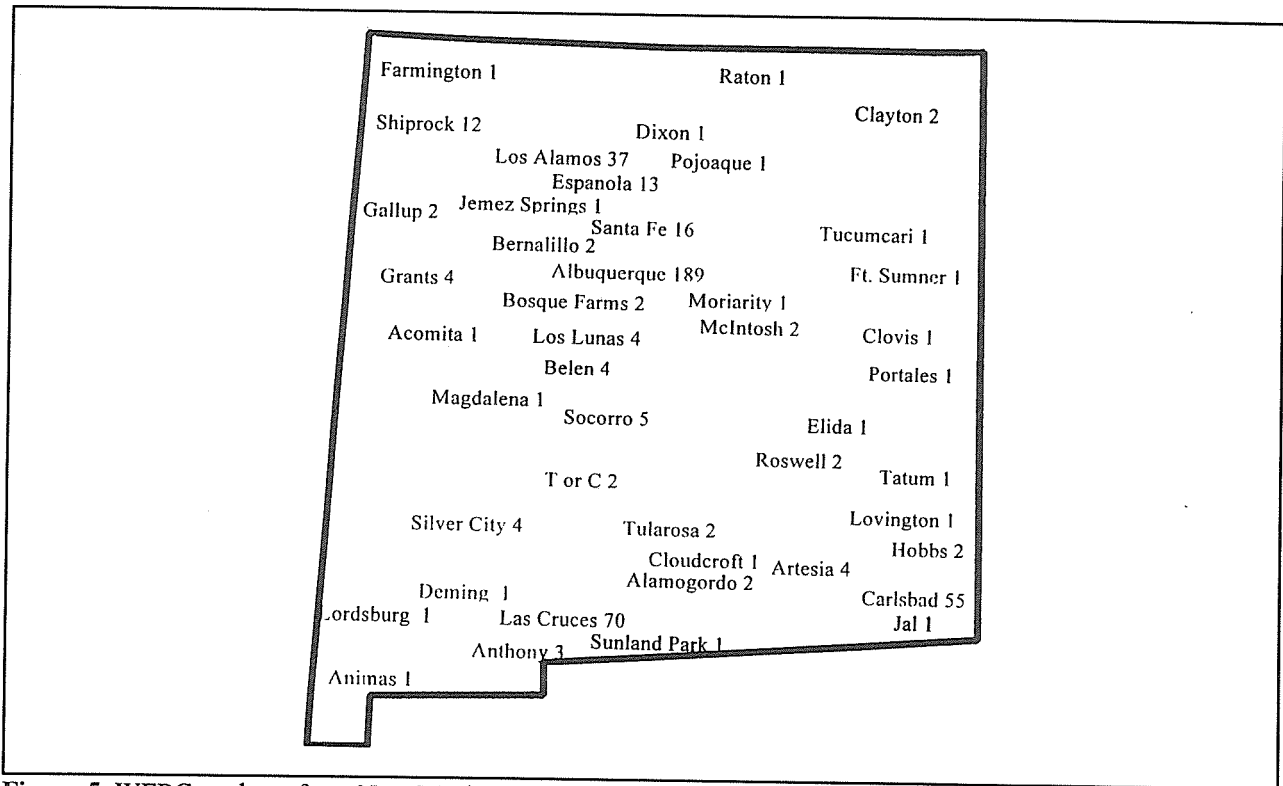 Farmington 1
Raton 1
Clayton 2
Shiprock 12
Dixon 1
Los Alamos 37
Pojoaque 1
Espanola 13
Jemez Springs 1
Gallup 2
Santa Fe 16
Tucumcari 1
Bernalillo 2
Albuquerque 189
Ft. Sumner 1
Grants 4
Bosque Farms 2
Moriarity 1
McIntosh 2
Acomita 1
Los Lunas 4
Clovis 1
Belen 4
Portales 1
Magdalena 1
Socorro 5
Elida 1
Roswell 2
T or C 2
Tatum 1
Silver City 4
Tularosa 2
Lovington 1
Hobbs 2
Cloudcroft 1
Artesia 4
Alamogordo 2
Deming 1
Carlsbad 55
Lordsburg 1
Las Cruces 70
Jal 1
Sunland Park 1
Anthony 3
Animas 1